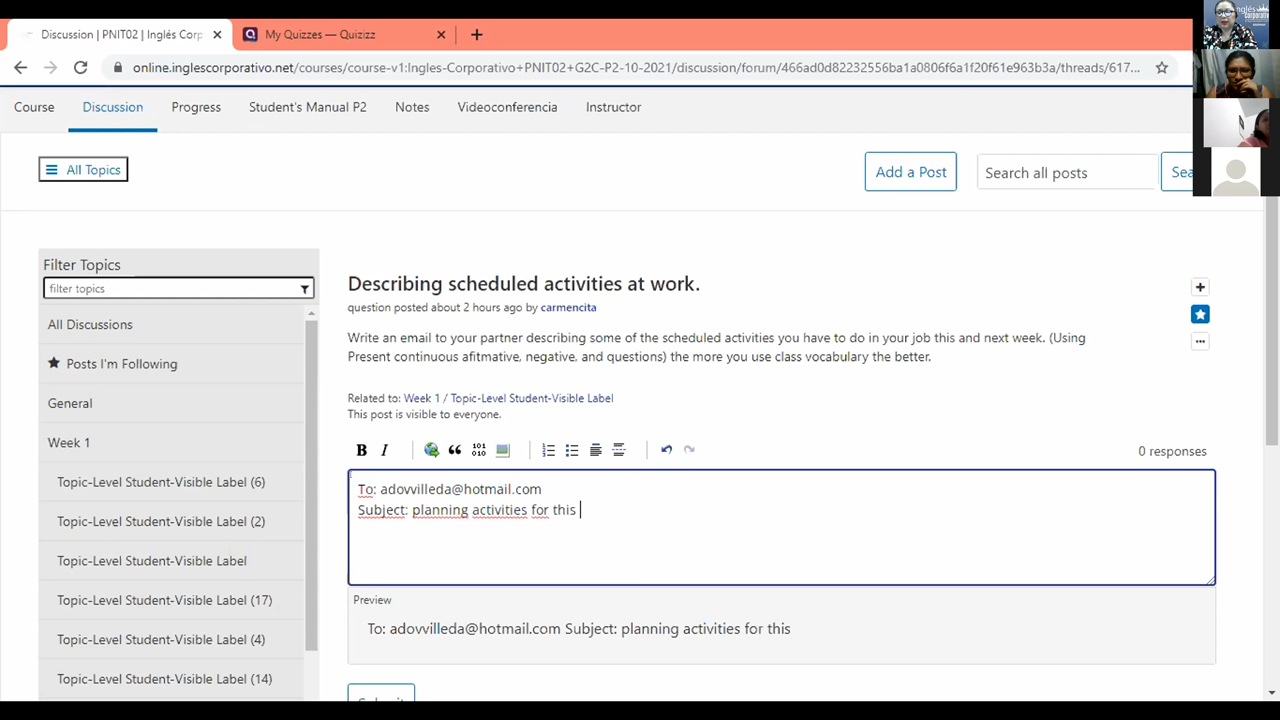 Discussion | PNIT02 | Inglés Corp
My Quizzes — Quizizz
online.inglescorporativo.net/courses/course-v1:Ingles-Corporativo+PNIT02+G2C-P2-10-2021/discussion/forum/466ad0d82232556ba1a0806f6a1f20f61e963b3a/threads/617...
Course Discussion Progress Student's Manual P2 Notes Videoconferencia Instructor
All Topics
Add a Post
Search all posts
Sea
Filter Topics
filter topics
All Discussions
Posts I'm Following
General
Week 1
Topic-Level Student-Visible Label (6)
Topic-Level Student-Visible Label (2)
Topic-Level Student-Visible Label
Topic-Level Student-Visible Label (17)
Topic-Level Student-Visible Label (4)
Topic-Level Student-Visible Label (14)
Describing scheduled activities at work.
question posted about 2 hours ago by carmencita
Write an email to your partner describing some of the scheduled activities you have to do in your job this and next week. (Using
Present continuous afitmative, negative, and questions) the more you use class vocabulary the better.
Related to: Week 1 / Topic-Level Student-Visible Label
This post is visible to everyone.
B I
0 responses
To: adovvilleda@hotmail.com
Subject: planning activities for this
Preview
To: adovvilleda@hotmail.com Subject: planning activities for this
Submit